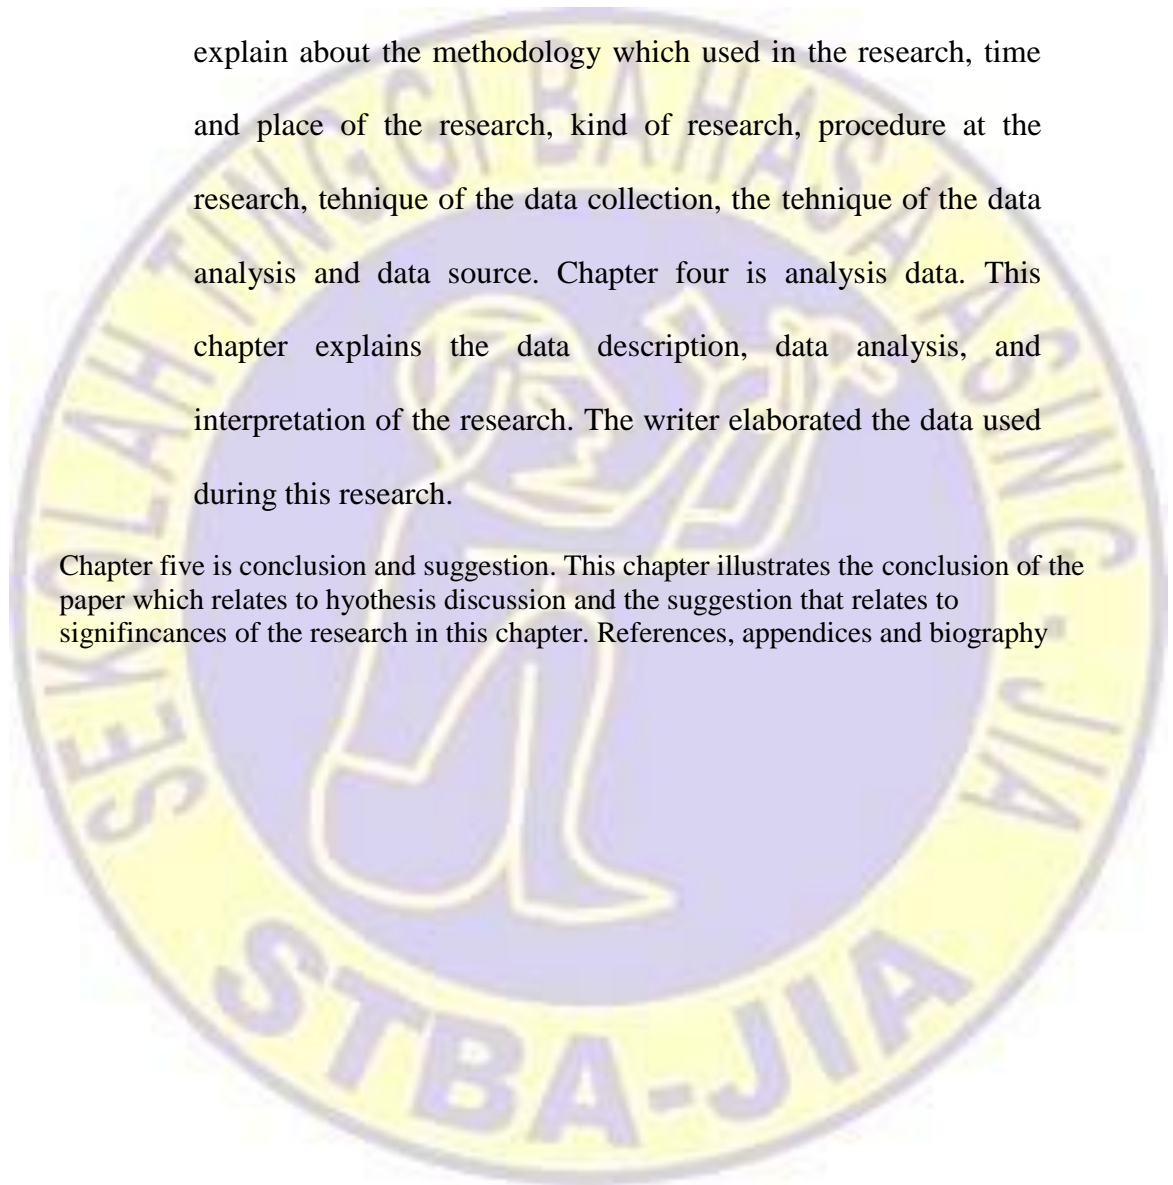 explain about the methodology which used in the research, time
and place of the research, kind of research, procedure at the
research, tehnique of the data collection, the tehnique of the data
analysis and data source. Chapter four is analysis data. This
chapter explains the data description, data analysis, and
interpretation of the research. The writer elaborated the data used
during this research.
Chapter five is conclusion and suggestion. This chapter illustrates the conclusion of the
paper which relates to hyothesis discussion and the suggestion that relates to
signifincances of the research in this chapter. References, appendices and biography
SEKOLAH TINGGI BAHASA ASING - JIA
STBA-JIA